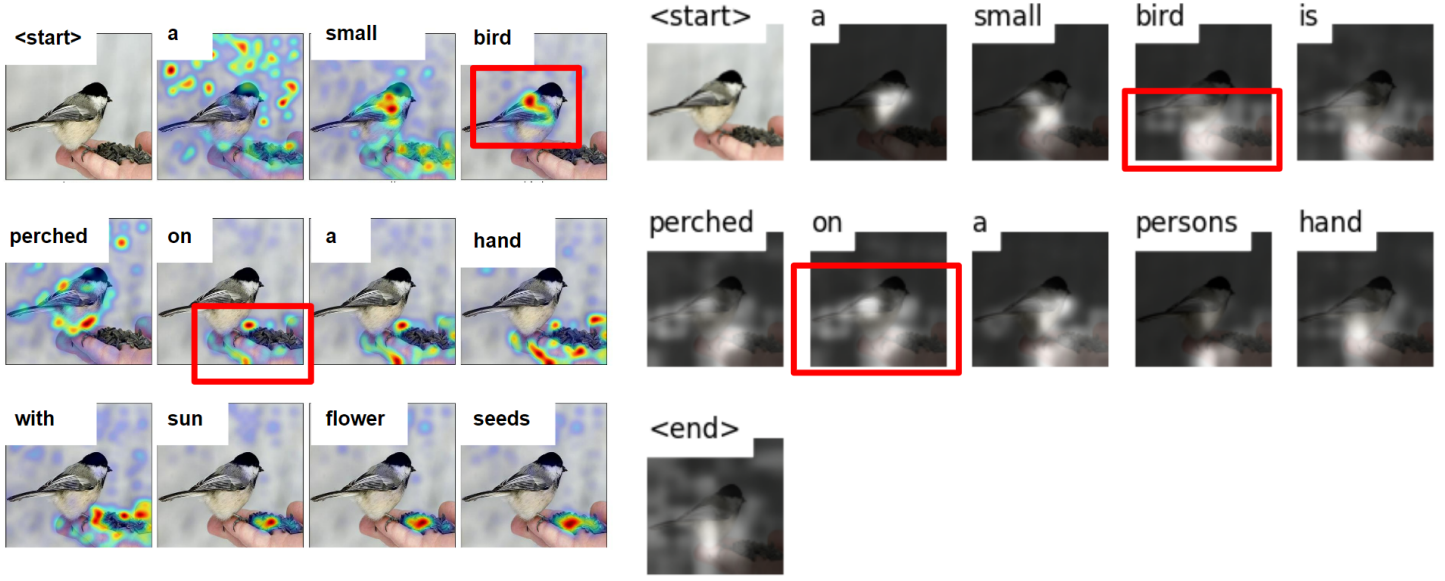 <start> a small bird
perched on a hand
with sun flower seeds
<start> a small bird is
perched on a persons hand
<end>